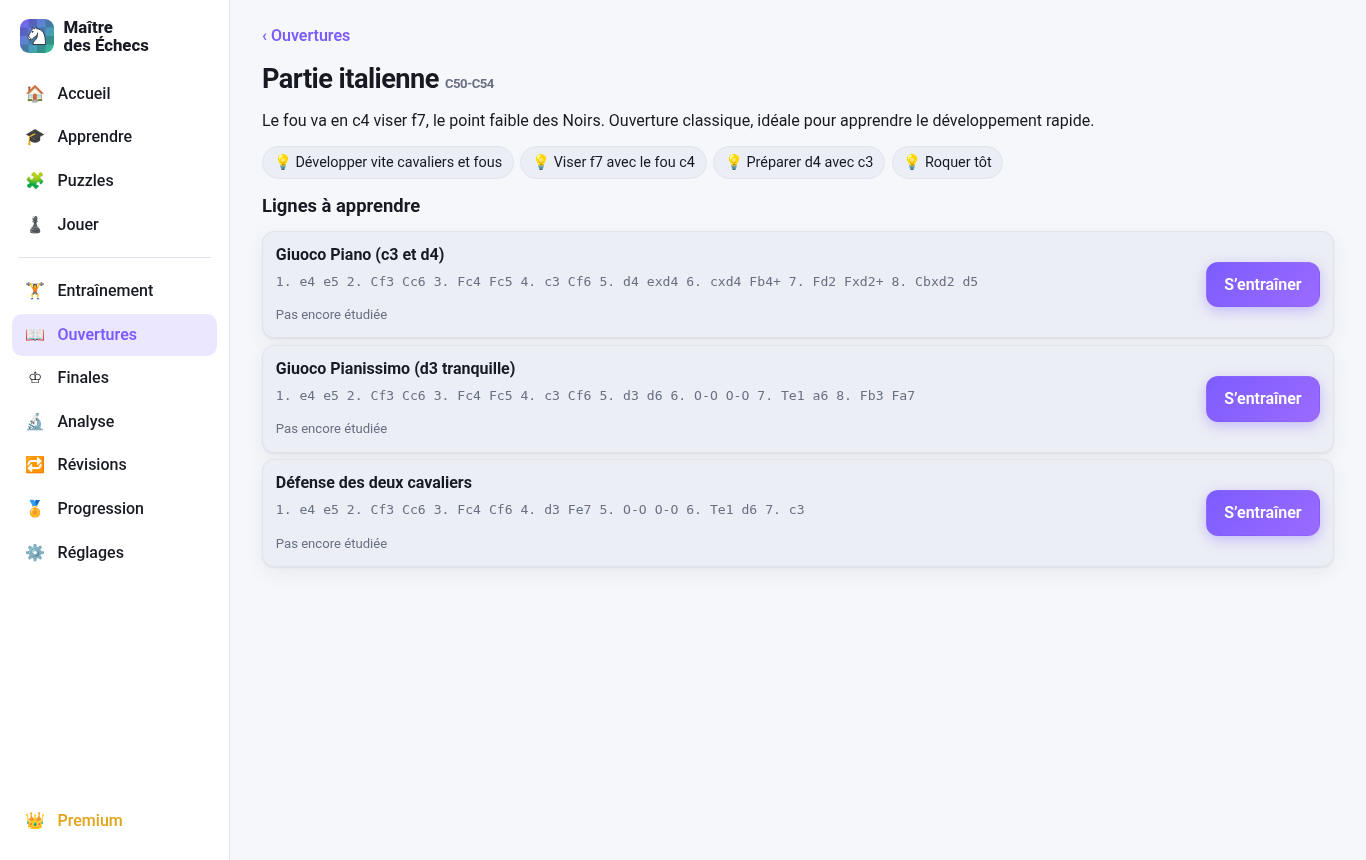 Maître
des Échecs
Accueil
Apprendre
Puzzles
Jouer
Entraînement
Ouvertures
Finales
Analyse
Révisions
Progression
Réglages
Premium
‹ Ouvertures
Partie italienne C50-C54
Le fou va en c4 viser f7, le point faible des Noirs. Ouverture classique, idéale pour apprendre le développement rapide.
Développer vite cavaliers et fous
Viser f7 avec le fou c4
Préparer d4 avec c3
Roquer tôt
Lignes à apprendre
Giuoco Piano (c3 et d4)
1. e4 e5 2. Cf3 Cc6 3. Fc4 Fc5 4. c3 Cf6 5. d4 exd4 6. cxd4 Fb4+ 7. Fd2 Fxd2+ 8. Cbxd2 d5
Pas encore étudiée
S’entraîner
Giuoco Pianissimo (d3 tranquille)
1. e4 e5 2. Cf3 Cc6 3. Fc4 Fc5 4. c3 Cf6 5. d3 d6 6. O-O O-O 7. Te1 a6 8. Fb3 Fa7
Pas encore étudiée
S’entraîner
Défense des deux cavaliers
1. e4 e5 2. Cf3 Cc6 3. Fc4 Cf6 4. d3 Fe7 5. O-O O-O 6. Te1 d6 7. c3
Pas encore étudiée
S’entraîner